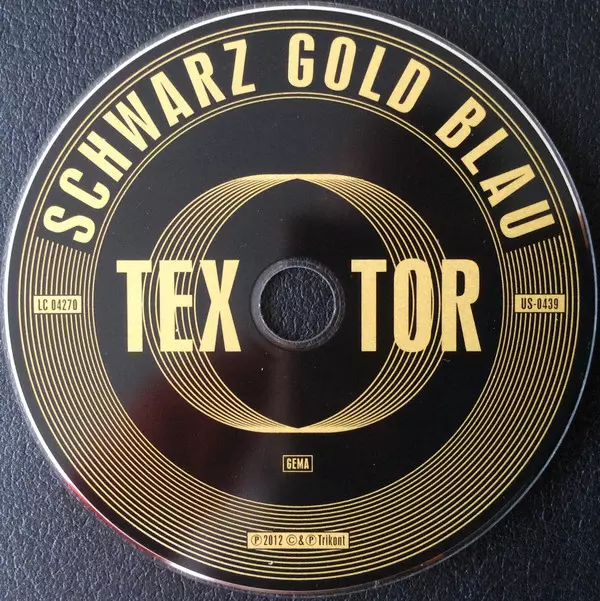 SCHWARZ GOLD BLAU
TEX TOR
LC 04270
US-0439
GEMA
Ⓟ 2012 Ⓒ & Ⓟ Trikont